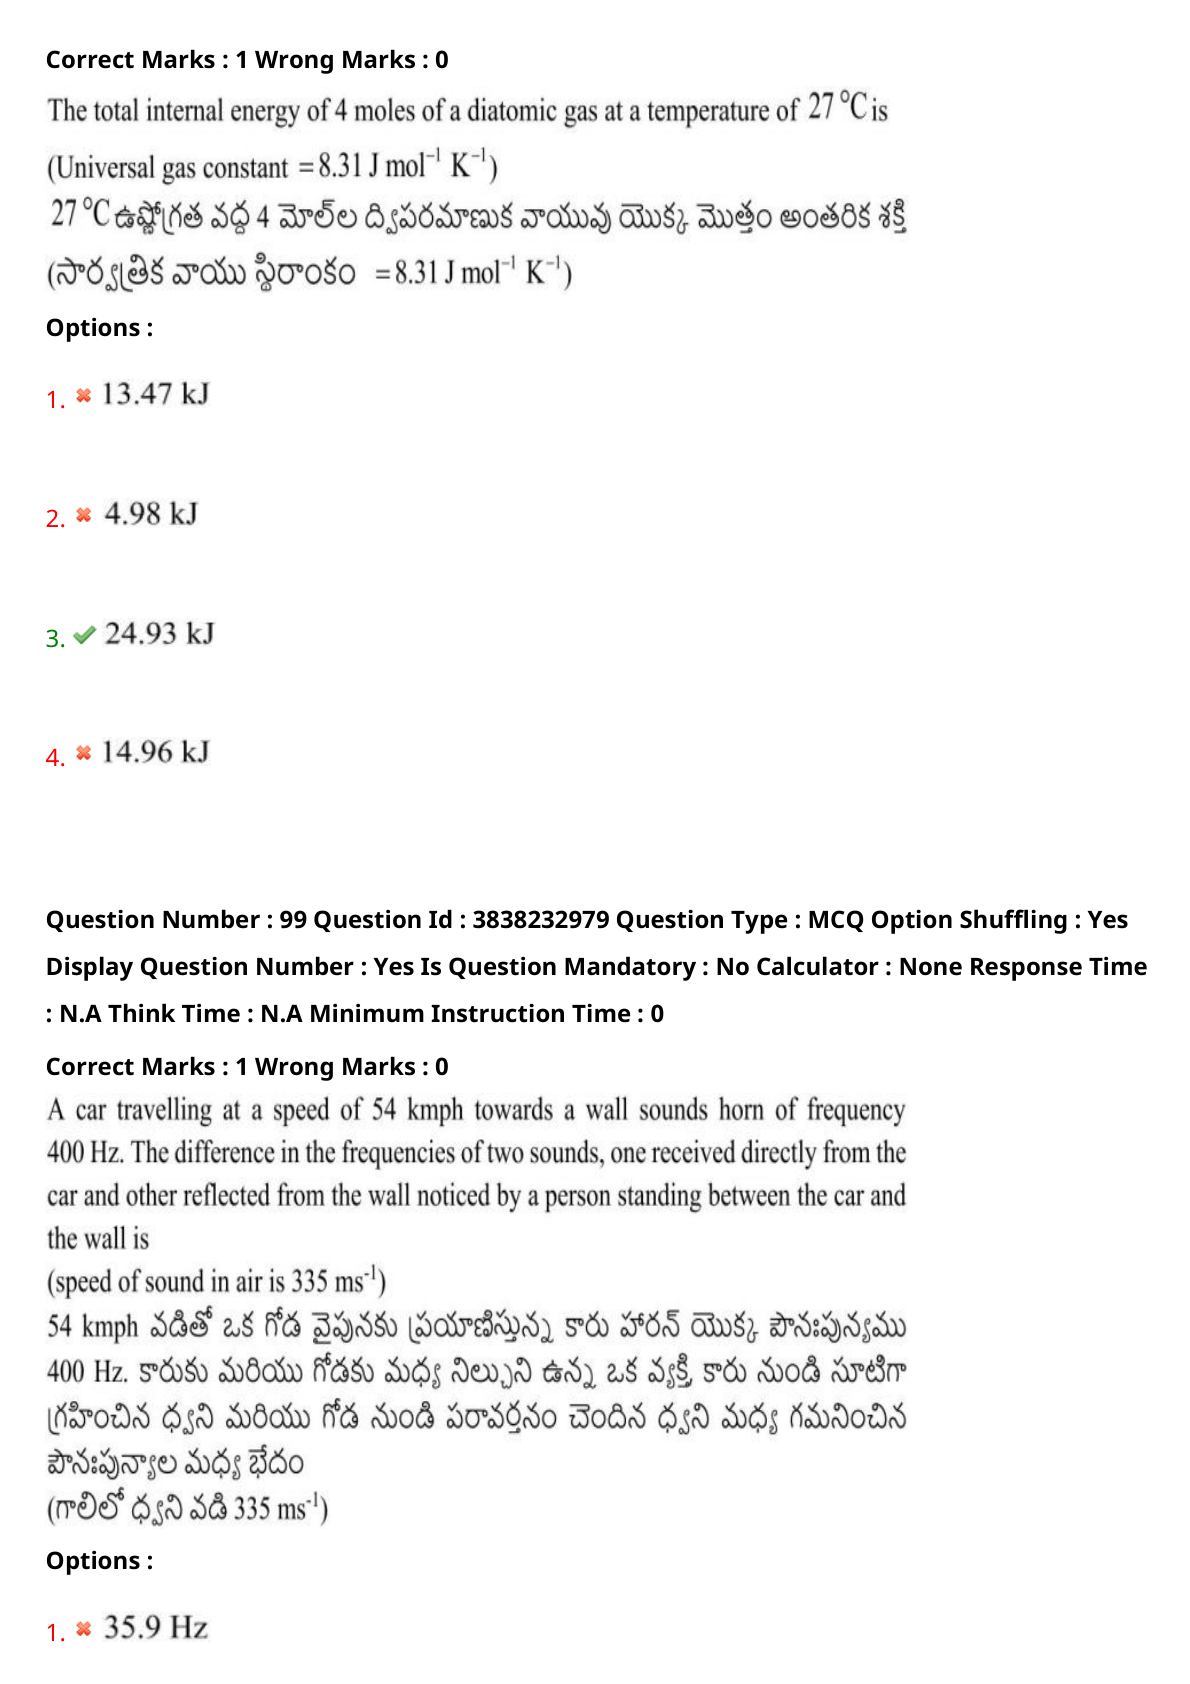 Correct Marks : 1 Wrong Marks : 0
The total internal energy of 4 moles of a diatomic gas at a temperature of 27 °C is
(Universal gas constant = 8.31 J mol⁻¹ K⁻¹)
27 °C ఉష్ణోగ్రత వద్ద 4 మోల్‌ల ద్విపరమాణుక వాయువు యొక్క మొత్తం అంతరిక శక్తి
(సార్వత్రిక వాయు స్థిరాంకం = 8.31 J mol⁻¹ K⁻¹)
Options :
1. ✖ 13.47 kJ
2. ✖ 4.98 kJ
3. ✔ 24.93 kJ
4. ✖ 14.96 kJ
Question Number : 99 Question Id : 3838232979 Question Type : MCQ Option Shuffling : Yes
Display Question Number : Yes Is Question Mandatory : No Calculator : None Response Time
: N.A Think Time : N.A Minimum Instruction Time : 0
Correct Marks : 1 Wrong Marks : 0
A car travelling at a speed of 54 kmph towards a wall sounds horn of frequency
400 Hz. The difference in the frequencies of two sounds, one received directly from the
car and other reflected from the wall noticed by a person standing between the car and
the wall is
(speed of sound in air is 335 ms⁻¹)
54 kmph వడితో ఒక గోడ వైపునకు ప్రయాణిస్తున్న కారు హారన్ యొక్క పౌనఃపున్యము
400 Hz. కారుకు మరియు గోడకు మధ్య నిల్చుని ఉన్న ఒక వ్యక్తి, కారు నుండి సూటిగా
గ్రహించిన ధ్వని మరియు గోడ నుండి పరావర్తనం చెందిన ధ్వని మధ్య గమనించిన
పౌనఃపున్యాల మధ్య భేదం
(గాలిలో ధ్వని వడి 335 ms⁻¹)
Options :
1. ✖ 35.9 Hz